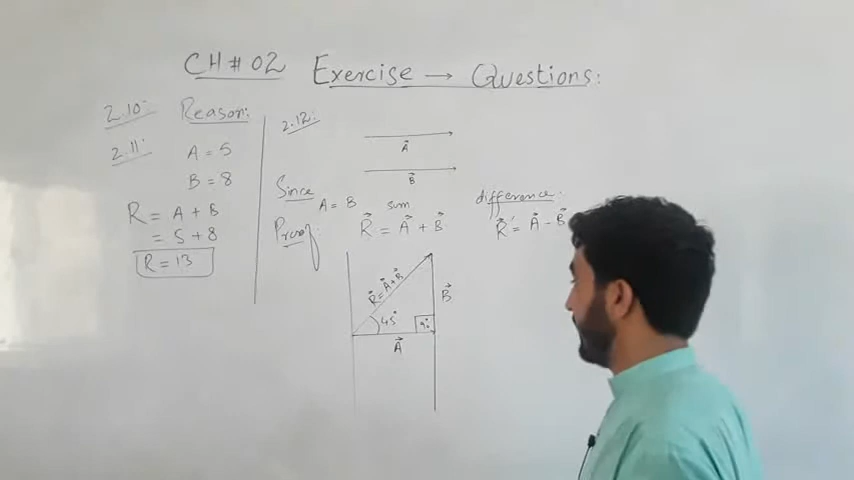 CH # 02 Exercise → Questions:
2.10:- Reason:
2.11:-
A = 5
B = 8
R = A + B
= 5 + 8
R = 13
2.12:-
A⃗
B⃗
Since A = B
Proof
sum
R⃗ = A⃗ + B⃗
difference:
R⃗' = A⃗ - B⃗
R⃗ = A⃗ + B⃗
B⃗
45°
90°
A⃗